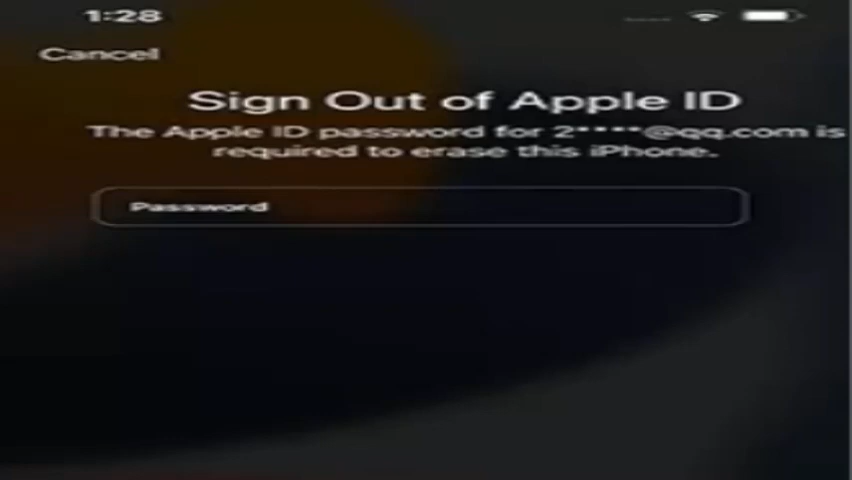 1:28
Cancel
Sign Out of Apple ID
The Apple ID password for 2****@qq.com is
required to erase this iPhone.
Password